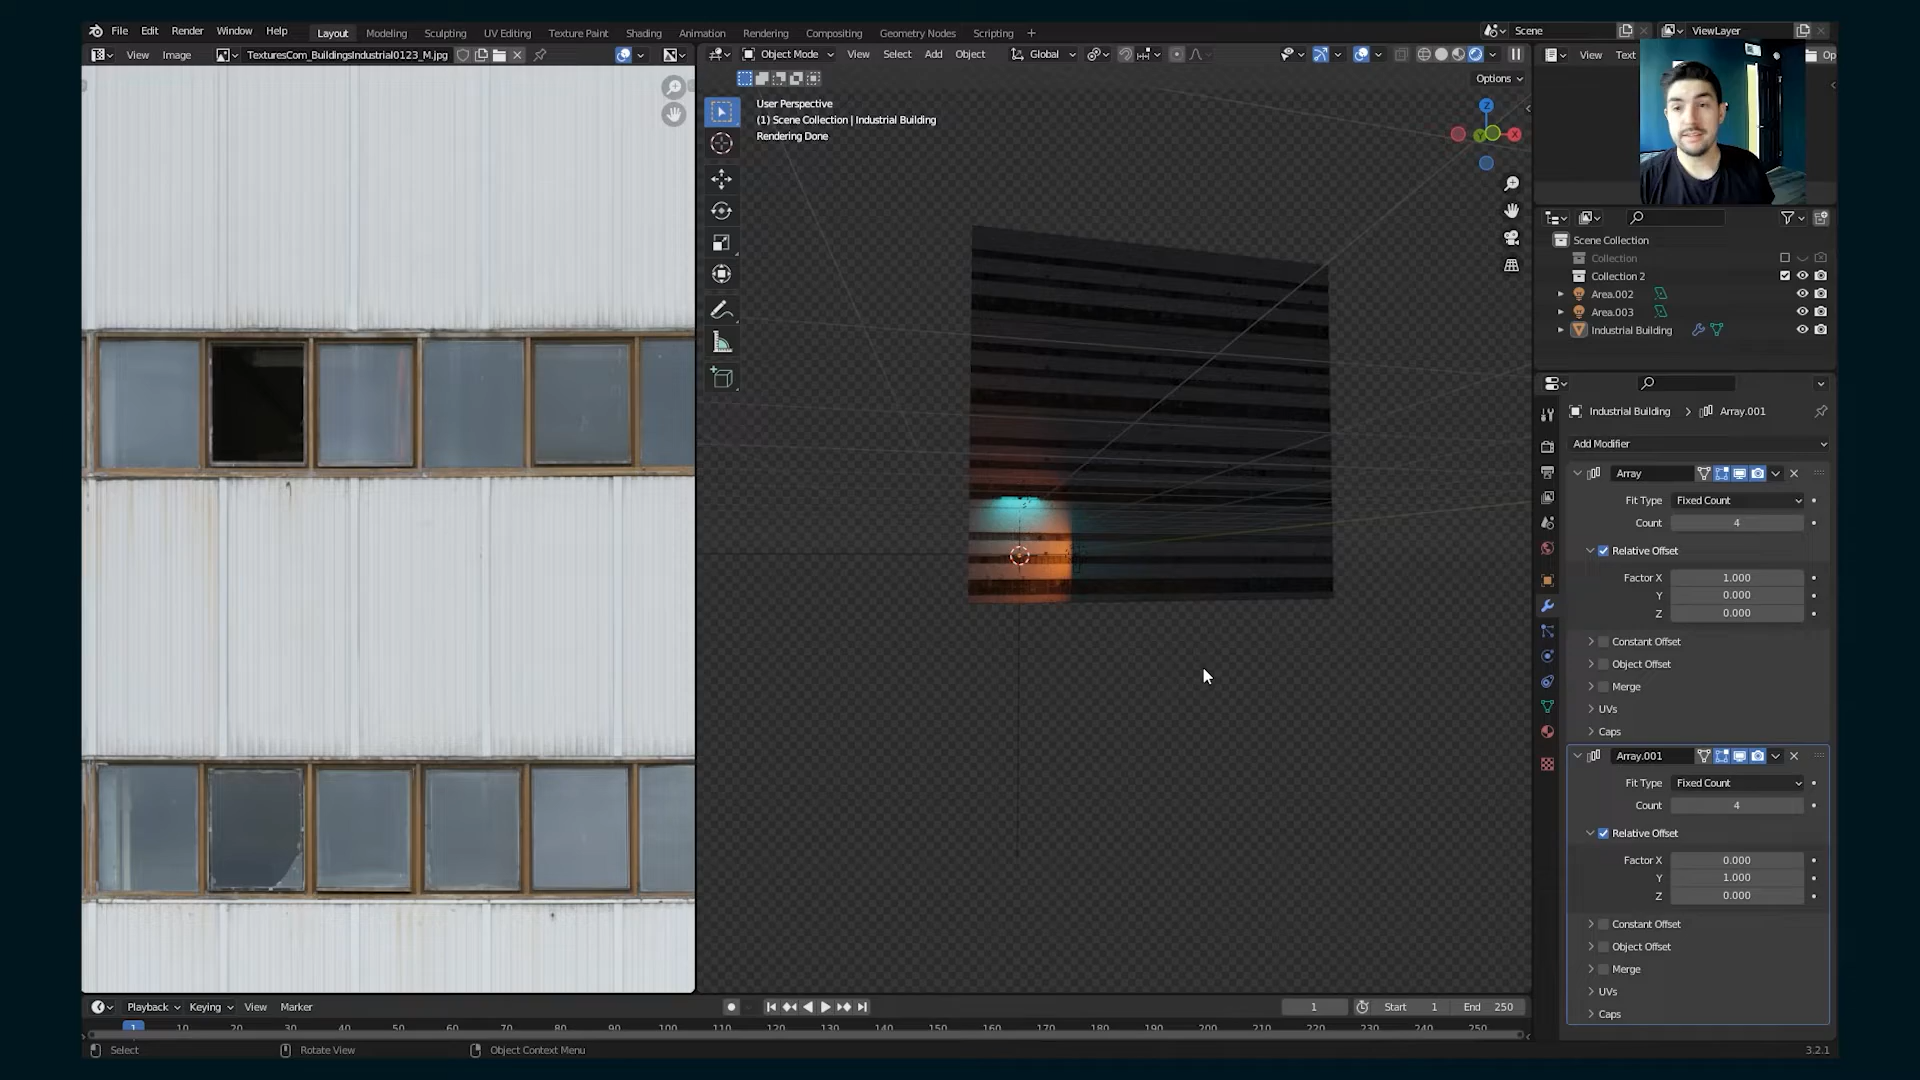 File Edit Render Window Help Layout Modeling Sculpting UV Editing Texture Paint Shading Animation Rendering Compositing Geometry Nodes Scripting + Scene ViewLayer
View Image TexturesCom_BuildingsIndustrial0123_M.jpg Object Mode View Select Add Object Global View Text Op
Options
User Perspective
(1) Scene Collection | Industrial Building
Rendering Done
Z
Y
X
Scene Collection
Collection
Collection 2
Area.002
Area.003
Industrial Building
Industrial Building > Array.001
Add Modifier
Array
Fit Type Fixed Count
Count 4
Relative Offset
Factor X 1.000
Y 0.000
Z 0.000
Constant Offset
Object Offset
Merge
UVs
Caps
Array.001
Fit Type Fixed Count
Count 4
Relative Offset
Factor X 0.000
Y 1.000
Z 0.000
Constant Offset
Object Offset
Merge
UVs
Caps
Playback Keying View Marker 1 Start 1 End 250
1 10 20 30 40 50 60 70 80 90 100 110 120 130 140 150 160 170 180 190 200 210 220 230 240 250
Select Rotate View Object Context Menu 3.2.1